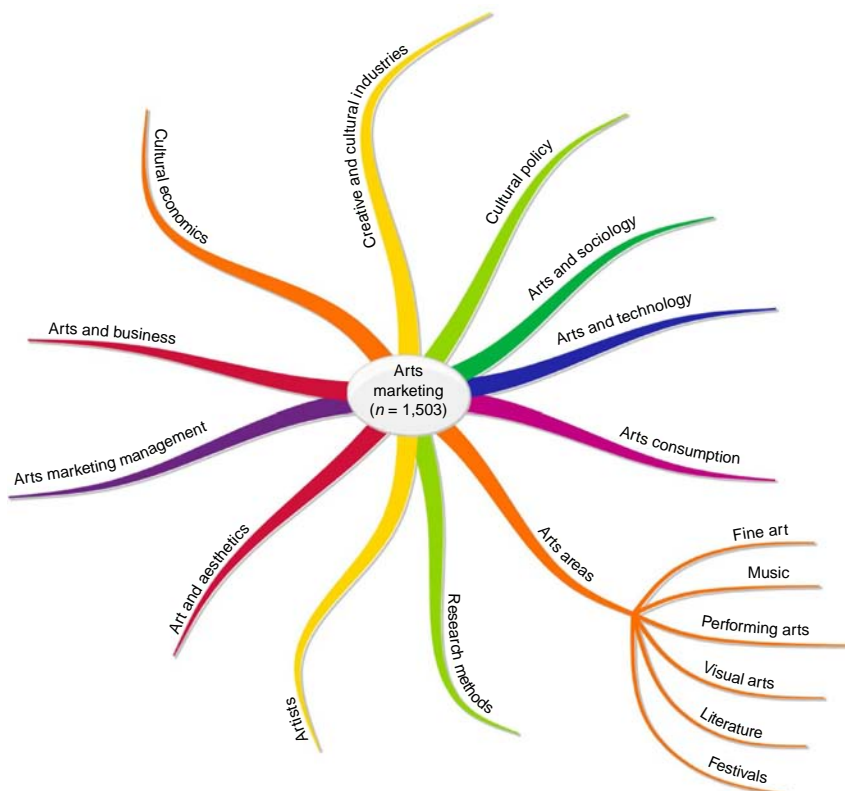 Creative and cultural industries
Cultural policy
Arts and sociology
Arts and technology
Arts consumption
Arts areas
Fine art
Music
Performing arts
Visual arts
Literature
Festivals
Research methods
Artists
Art and aesthetics
Arts marketing management
Arts and business
Cultural economics
Arts
marketing
(n = 1,503)